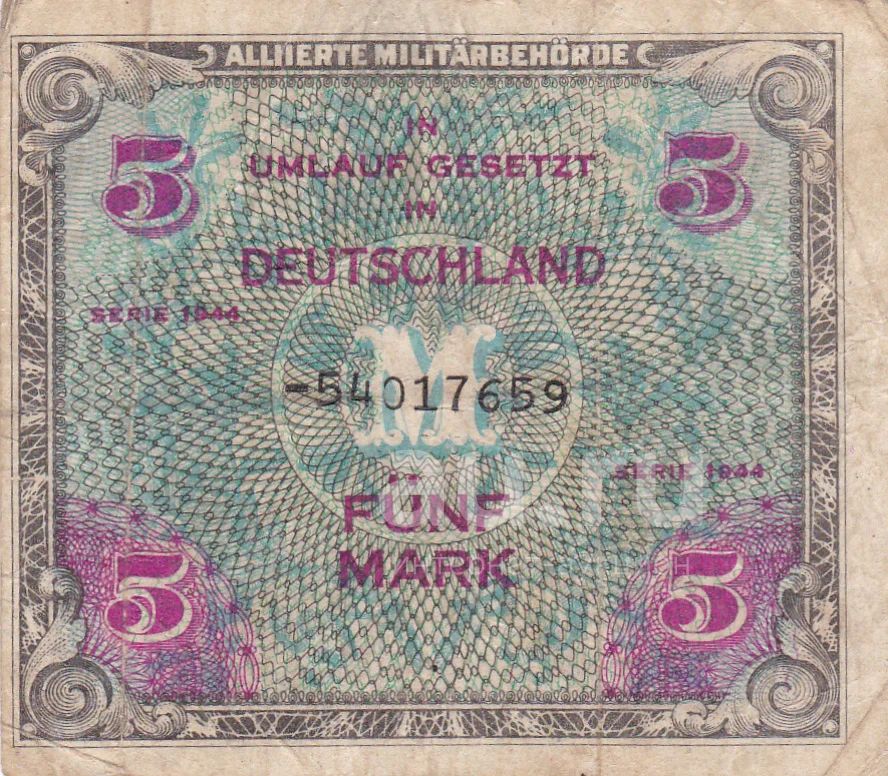 ALLIIERTE MILITÄRBEHÖRDE
IN
5 UMLAUF GESETZT 5
IN
DEUTSCHLAND
SERIE 1944
M
-54017659
SERIE 1944
FÜNF
MARK
5 5